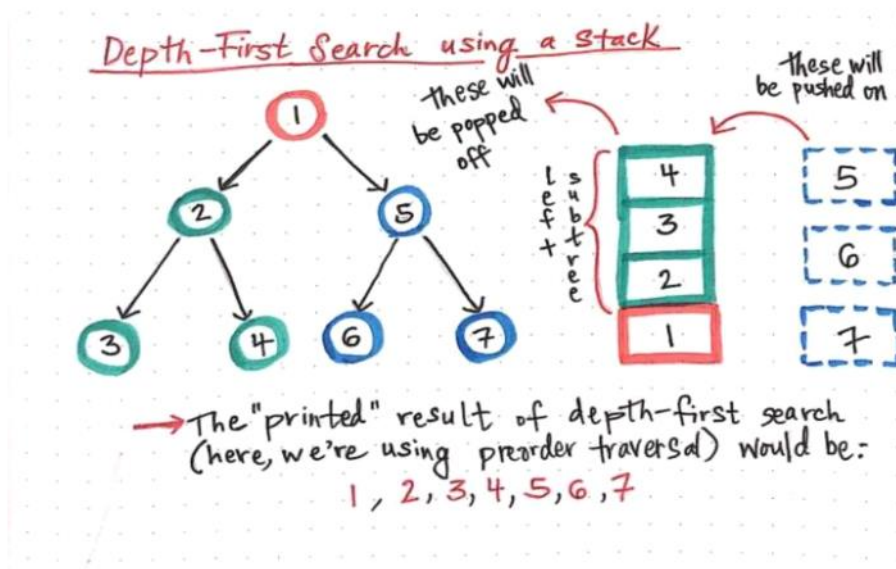 Depth-First Search using a stack
these will
be popped
off
these will
be pushed on
1
2
5
3
4
6
7
left
subtree
4
3
2
1
5
6
7
→ The "printed" result of depth-first search
(here, we're using preorder traversal) would be:
1, 2, 3, 4, 5, 6, 7